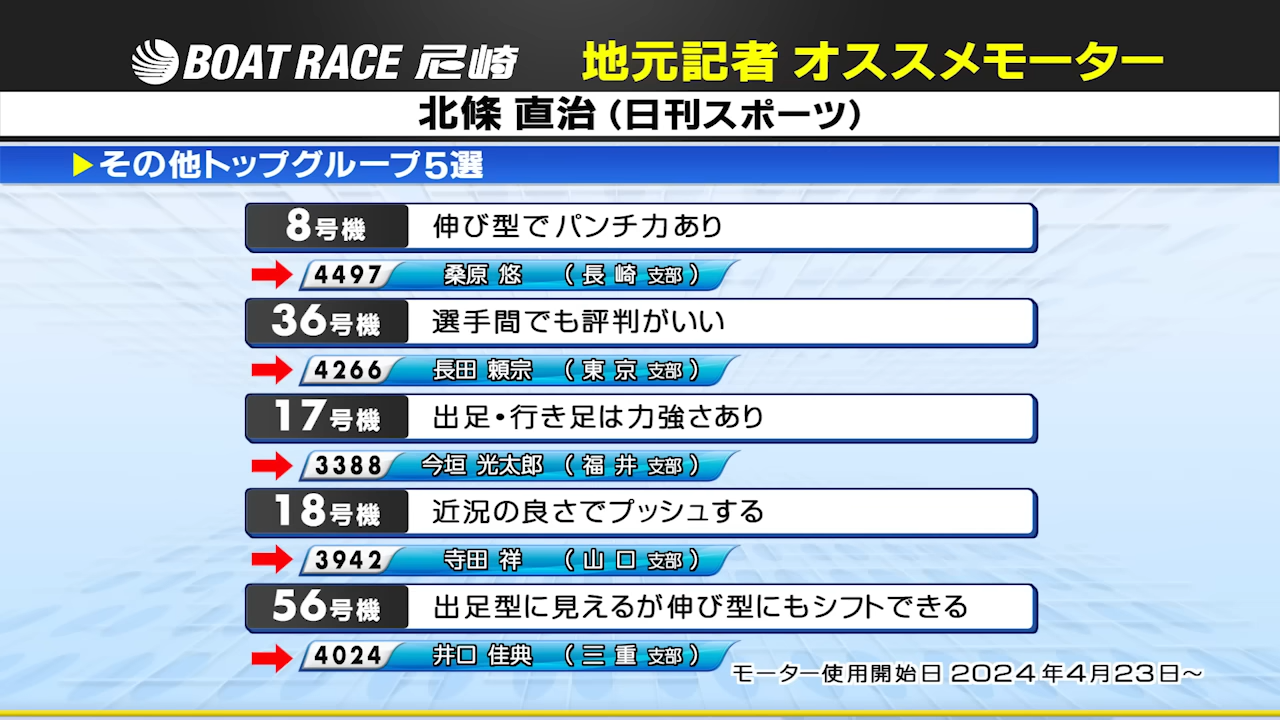 BOAT RACE 尼崎 地元記者 オススメモーター
北條 直治(日刊スポーツ)
▶その他トップグループ5選
8号機 伸び型でパンチ力あり
4497 桑原 悠 (長崎支部)
36号機 選手間でも評判がいい
4266 長田 頼宗 (東京支部)
17号機 出足・行き足は力強さあり
3388 今垣 光太郎 (福井支部)
18号機 近況の良さでプッシュする
3942 寺田 祥 (山口支部)
56号機 出足型に見えるが伸び型にもシフトできる
4024 井口 佳典 (三重支部)
モーター使用開始日 2024年4月23日~